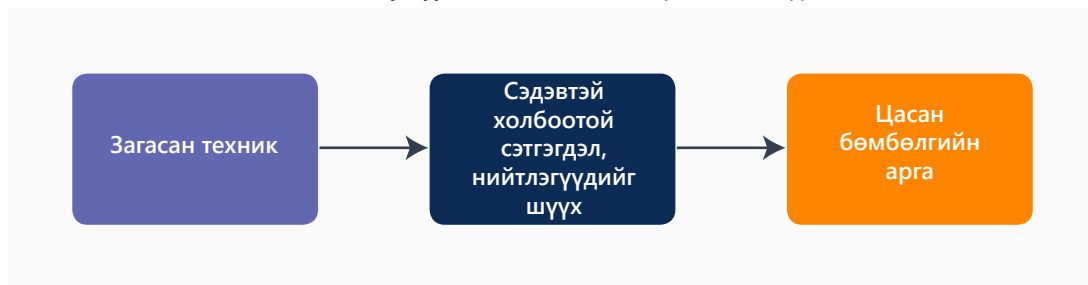 Загасан техник
Сэдэвтэй
холбоотой
сэтгэгдэл,
нийтлэгүүдийг
шүүх
Цасан
бөмбөлгийн
арга